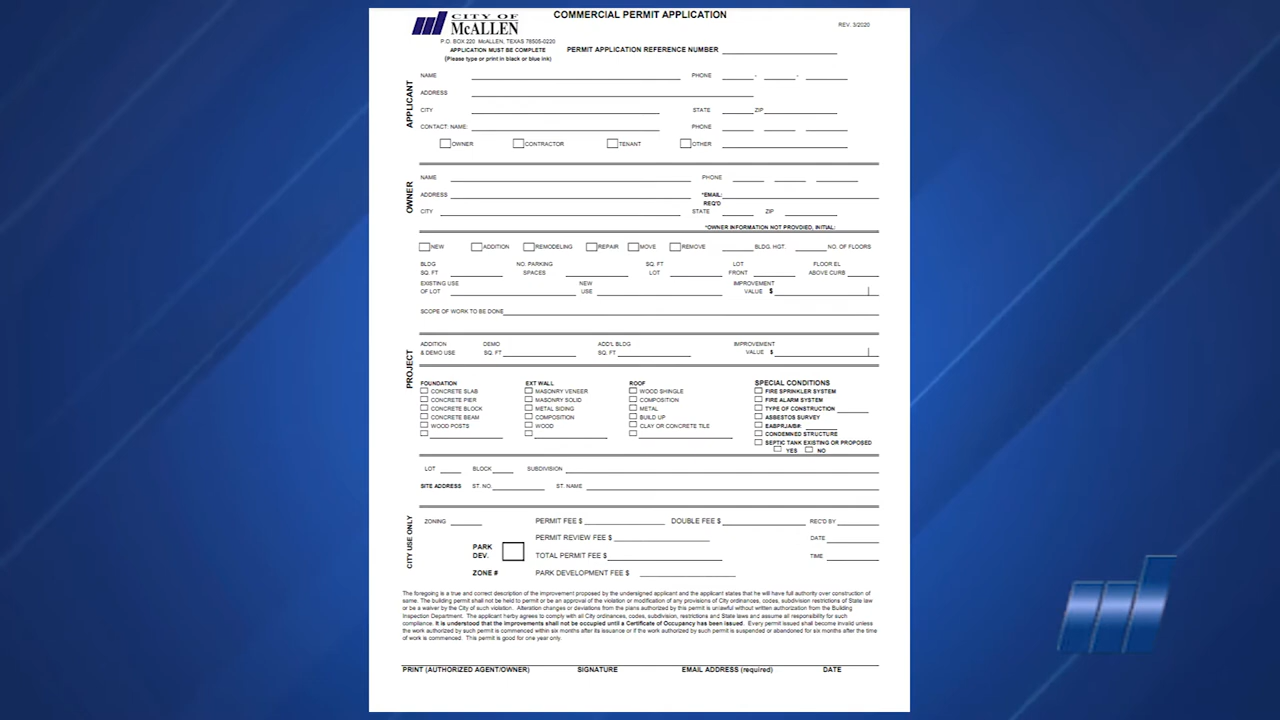 CITY OF
McALLEN
COMMERCIAL PERMIT APPLICATION
REV. 3/2020
P.O. BOX 220 McALLEN, TEXAS 78505-0220
APPLICATION MUST BE COMPLETE
(Please type or print in black or blue ink)
PERMIT APPLICATION REFERENCE NUMBER
APPLICANT
NAME PHONE - -
ADDRESS
CITY STATE ZIP
CONTACT: NAME: PHONE
OWNER CONTRACTOR TENANT OTHER
OWNER
NAME PHONE
ADDRESS *EMAIL:
REQ'D
CITY STATE ZIP
*OWNER INFORMATION NOT PROVDIED, INITIAL:
PROJECT
NEW ADDITION REMODELING REPAIR MOVE REMOVE BLDG. HGT. NO. OF FLOORS
BLDG NO. PARKING SQ. FT LOT FLOOR EL
SQ. FT SPACES LOT FRONT ABOVE CURB
EXISTING USE NEW IMPROVEMENT
OF LOT USE VALUE $
SCOPE OF WORK TO BE DONE
ADDITION DEMO ADD'L BLDG IMPROVEMENT
& DEMO USE SQ. FT SQ. FT VALUE $
FOUNDATION EXT WALL ROOF SPECIAL CONDITIONS
CONCRETE SLAB MASONRY VENEER WOOD SHINGLE FIRE SPRINKLER SYSTEM
CONCRETE PIER MASONRY SOLID COMPOSITION FIRE ALARM SYSTEM
CONCRETE BLOCK METAL SIDING METAL TYPE OF CONSTRUCTION
CONCRETE BEAM COMPOSITION BUILD UP ASBESTOS SURVEY
WOOD POSTS WOOD CLAY OR CONCRETE TILE EABPRJA/B#:
CONDEMNED STRUCTURE
SEPTIC TANK EXISTING OR PROPOSED
YES NO
LOT BLOCK SUBDIVISION
SITE ADDRESS ST. NO. ST. NAME
CITY USE ONLY
ZONING PERMIT FEE $ DOUBLE FEE $ REC'D BY
PERMIT REVIEW FEE $ DATE
PARK
DEV. TOTAL PERMIT FEE $ TIME
ZONE # PARK DEVELOPMENT FEE $
The foregoing is a true and correct description of the improvement proposed by the undersigned applicant and the applicant states that he will have full authority over construction of
same. The building permit shall not be held to permit or be an approval of the violation or modification of any provisions of City ordinances, codes, subdivision restrictions of State law
or be a waiver by the City of such violation. Alteration changes or deviations from the plans authorized by this permit is unlawful without written authorization from the Building
Inspection Department. The applicant herby agrees to comply with all City ordinances, codes, subdivision, restrictions and State laws and assume all responsibility for such
compliance. It is understood that the improvements shall not be occupied until a Certificate of Occupancy has been issued. Every permit issued shall become invalid unless
the work authorized by such permit is commenced within six months after its issuance or if the work authorized by such permit is suspended or abandoned for six months after the time
of work is commenced. This permit is good for one year only.
PRINT (AUTHORIZED AGENT/OWNER) SIGNATURE EMAIL ADDRESS (required) DATE